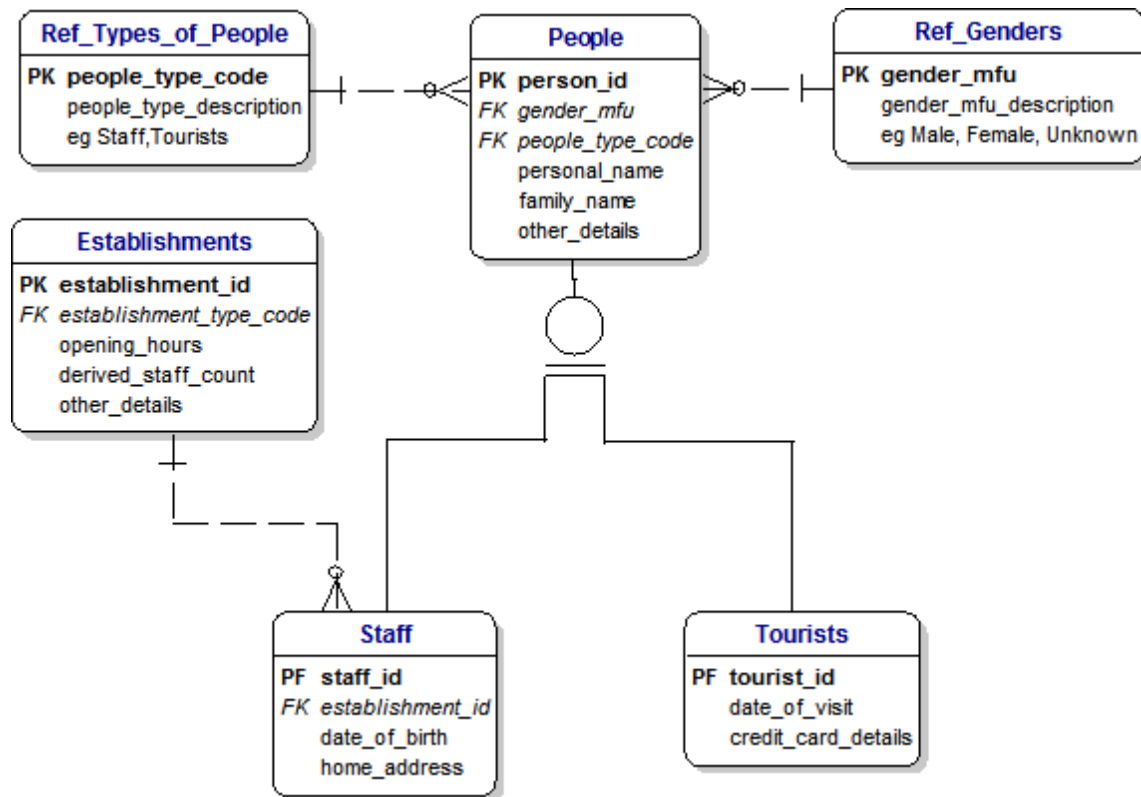 Ref_Types_of_People
PK people_type_code
people_type_description
eg Staff,Tourists
People
PK person_id
FK gender_mfu
FK people_type_code
personal_name
family_name
other_details
Ref_Genders
PK gender_mfu
gender_mfu_description
eg Male, Female, Unknown
Establishments
PK establishment_id
FK establishment_type_code
opening_hours
derived_staff_count
other_details
Staff
PF staff_id
FK establishment_id
date_of_birth
home_address
Tourists
PF tourist_id
date_of_visit
credit_card_details